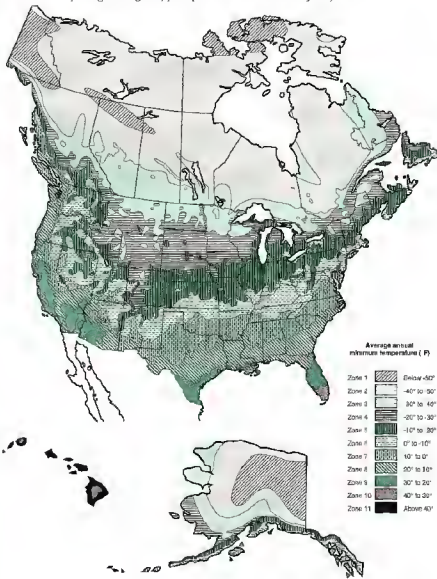 Average annual
minimum temperature (°F)
Zone 1 Below -50°
Zone 2 -40° to -50°
Zone 3 -30° to -40°
Zone 4 -20° to -30°
Zone 5 -10° to -20°
Zone 6 0° to -10°
Zone 7 10° to 0°
Zone 8 20° to 10°
Zone 9 30° to 20°
Zone 10 40° to 30°
Zone 11 Above 40°